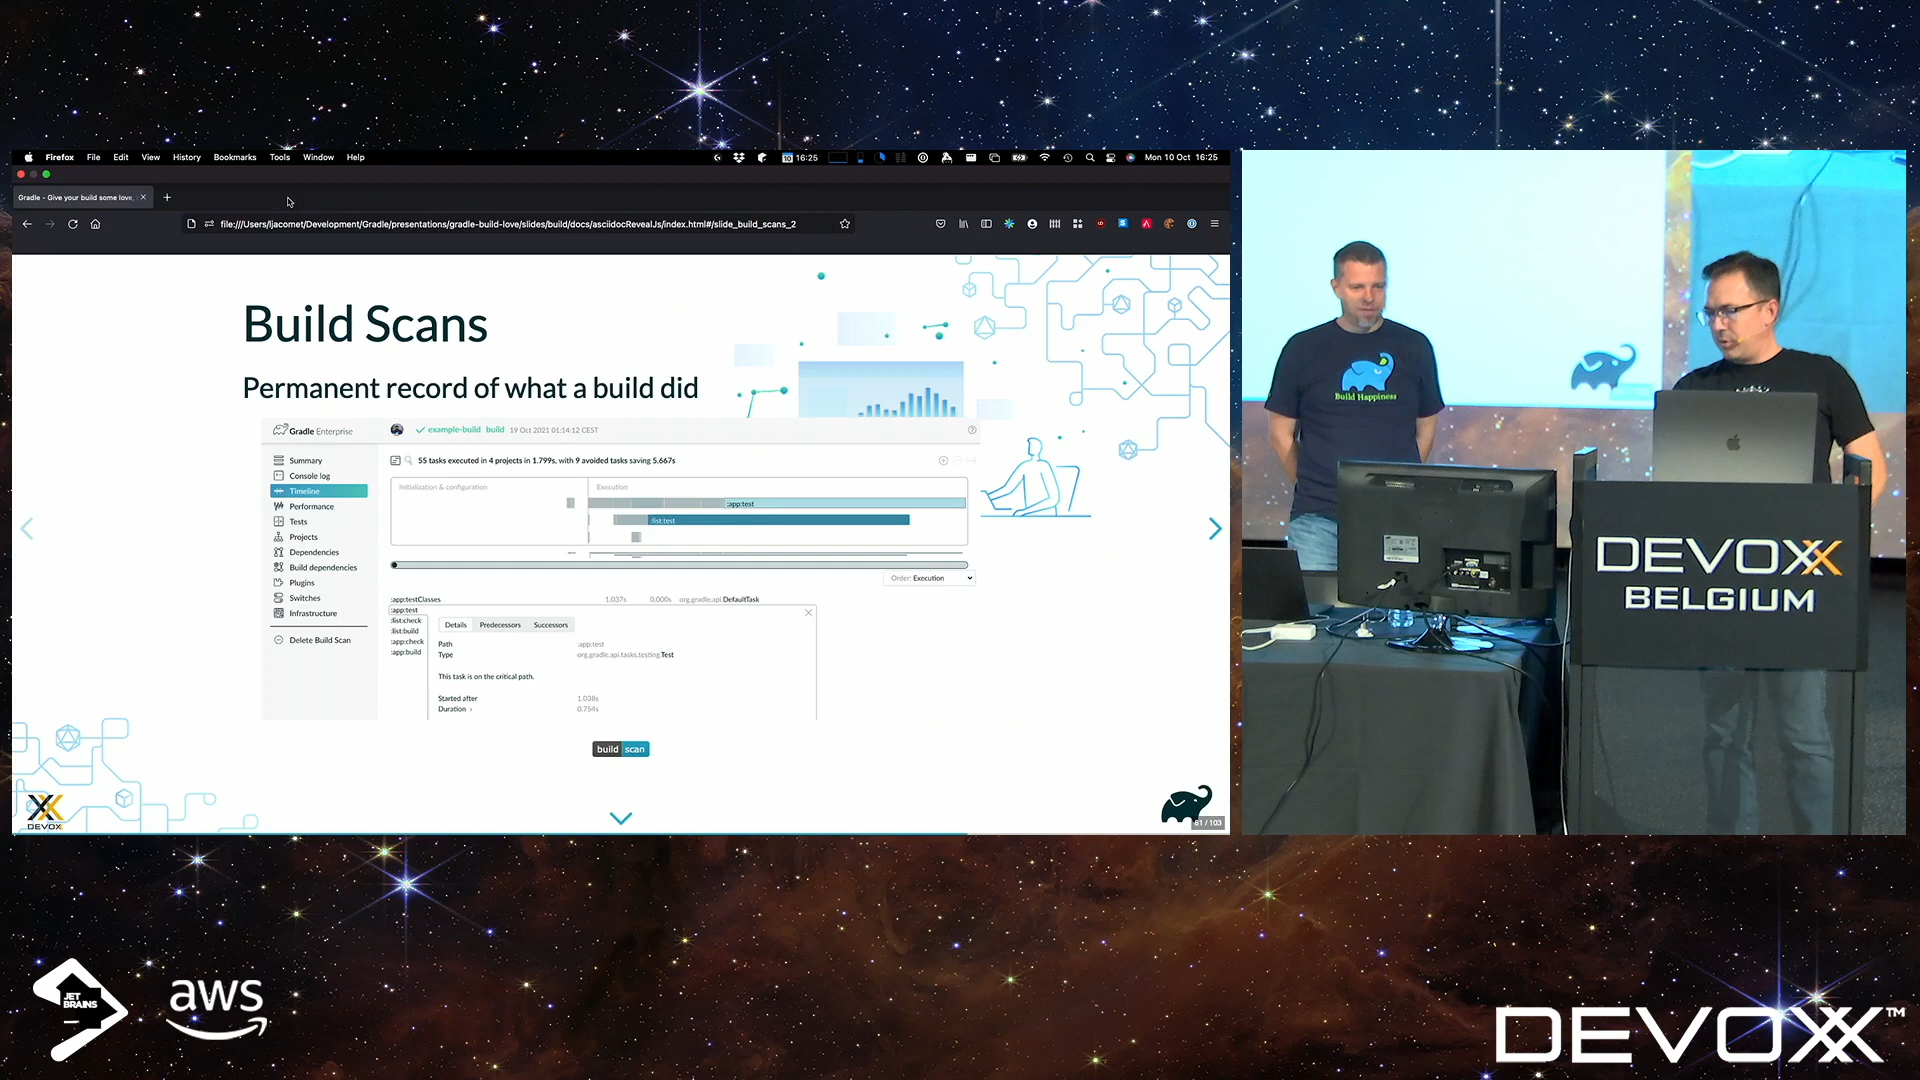 Firefox File Edit View History Bookmarks Tools Window Help
10 16:25
Mon 10 Oct 16:25
Gradle - Give your build some love,
file:///Users/ljacomet/Development/Gradle/presentations/gradle-build-love/slides/build/docs/asciidocRevealJs/index.html#/slide_build_scans_2
Build Scans
Permanent record of what a build did
Gradle Enterprise
example-build build 19 Oct 2021 01:14:12 CEST
Summary
Console log
Timeline
Performance
Tests
Projects
Dependencies
Build dependencies
Plugins
Switches
Infrastructure
Delete Build Scan
55 tasks executed in 4 projects in 1.799s, with 9 avoided tasks saving 5.667s
Initialization & configuration
Execution
:app:test
:list:test
Order: Execution
:app:testClasses 1.037s 0.000s org.gradle.api.DefaultTask
:app:test
:list:check
:list:build
:app:check
:app:build
Details Predecessors Successors
Path :app:test
Type org.gradle.api.tasks.testing.Test
This task is on the critical path.
Started after 1.038s
Duration 0.754s
build scan
DEVOXX
81 / 103
Build Happiness
DEVOXX
BELGIUM
JET
BRAINS
aws
DEVOXX™